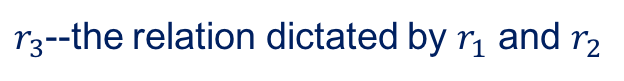 r₃--the relation dictated by r₁ and r₂